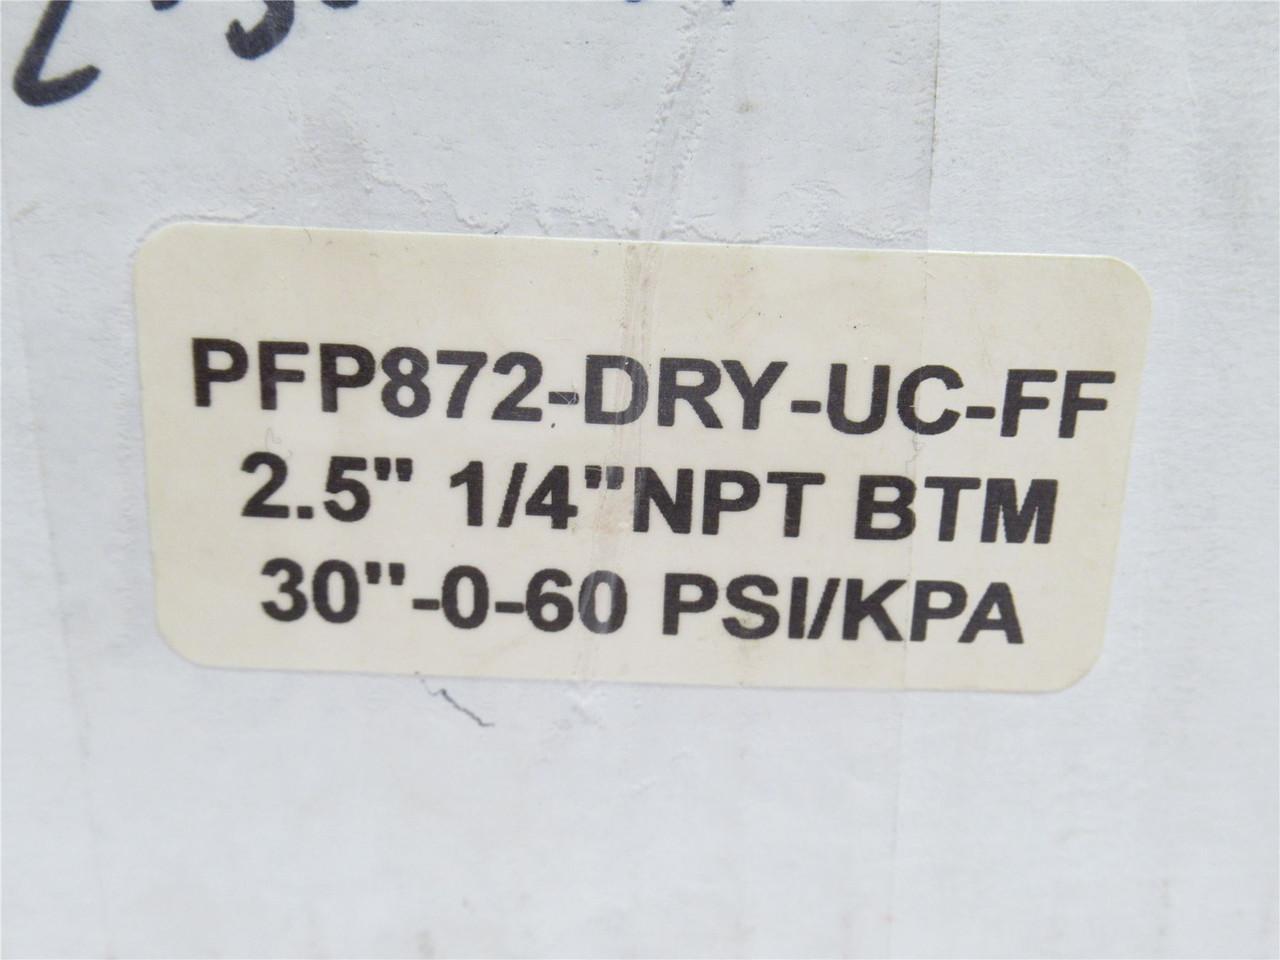 PFP872-DRY-UC-FF
2.5" 1/4"NPT BTM
30"-0-60 PSI/KPA